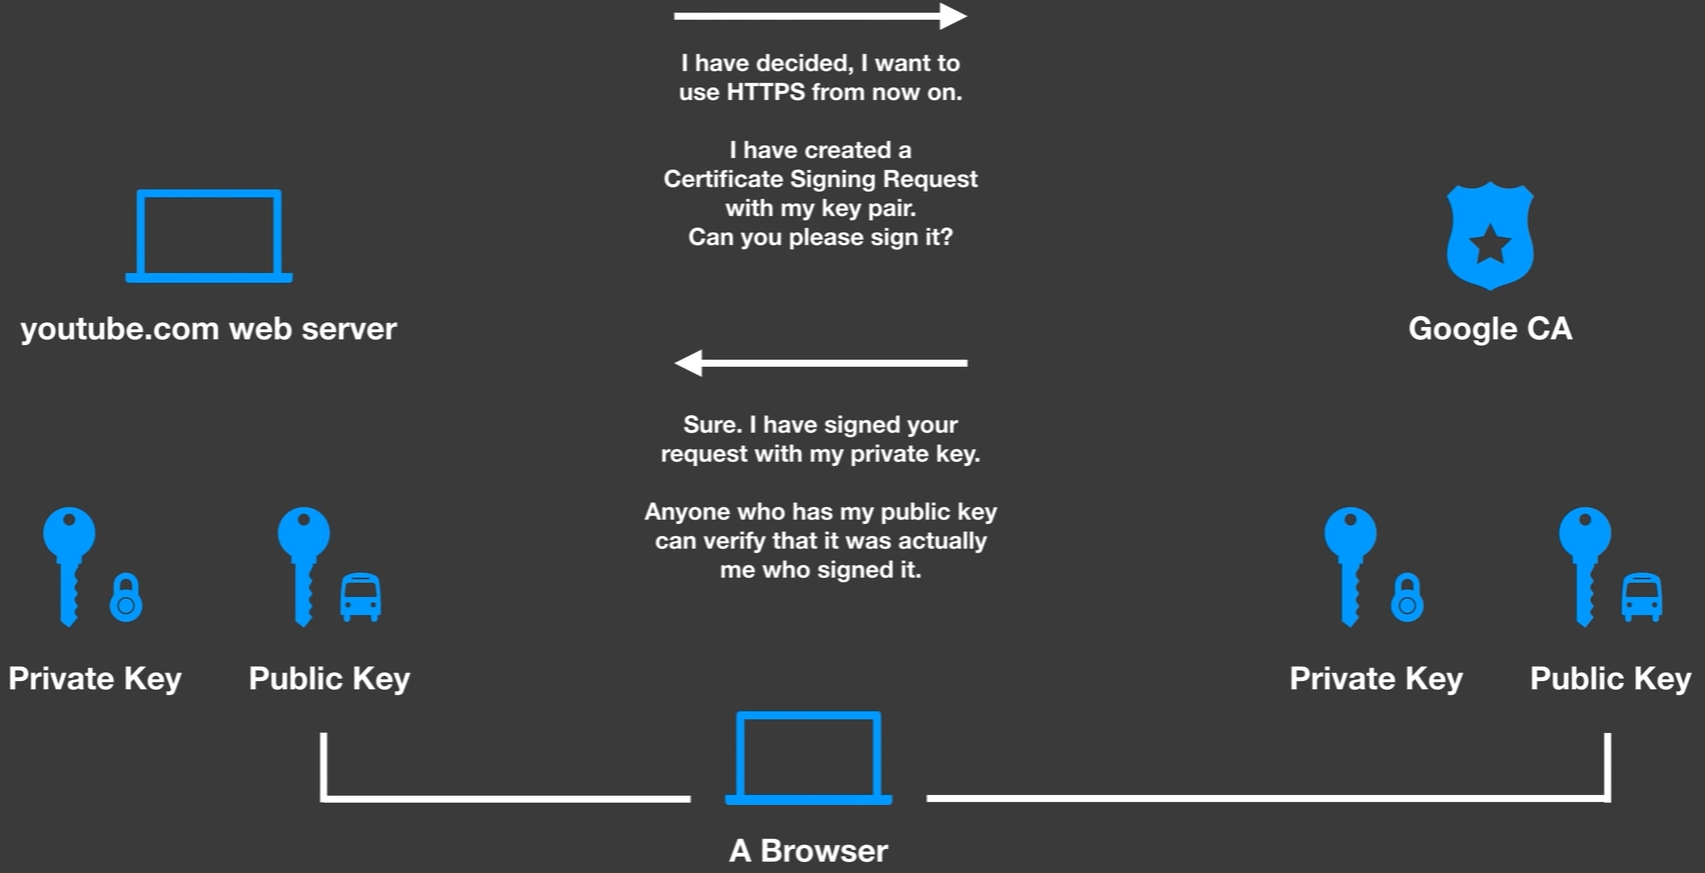 I have decided, I want to
use HTTPS from now on.
I have created a
Certificate Signing Request
with my key pair.
Can you please sign it?
youtube.com web server
Google CA
Sure. I have signed your
request with my private key.
Anyone who has my public key
can verify that it was actually
me who signed it.
Private Key
Public Key
Private Key
Public Key
A Browser